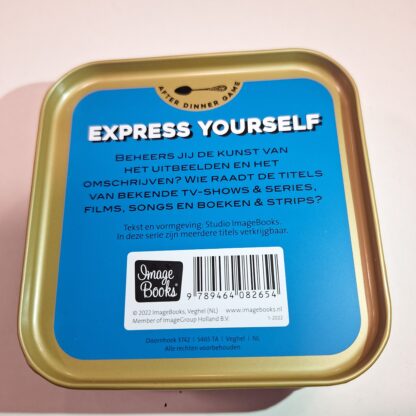 AFTER DINNER GAME
EXPRESS YOURSELF
BEHEERS JIJ DE KUNST VAN
HET UITBEELDEN EN HET
OMSCHRIJVEN? WIE RAADT DE TITELS
VAN BEKENDE TV-SHOWS & SERIES,
FILMS, SONGS EN BOEKEN & STRIPS?
Tekst en vormgeving: Studio ImageBooks.
In deze serie zijn meerdere titels verkrijgbaar.
Image
Books
9 789464 082654
© 2022 ImageBooks, Veghel (NL) www.imagebooks.nl
Member of ImageGroup Holland B.V. 1-2022
Doornhoek 3742 | 5465 TA | Veghel | NL
Alle rechten voorbehouden.